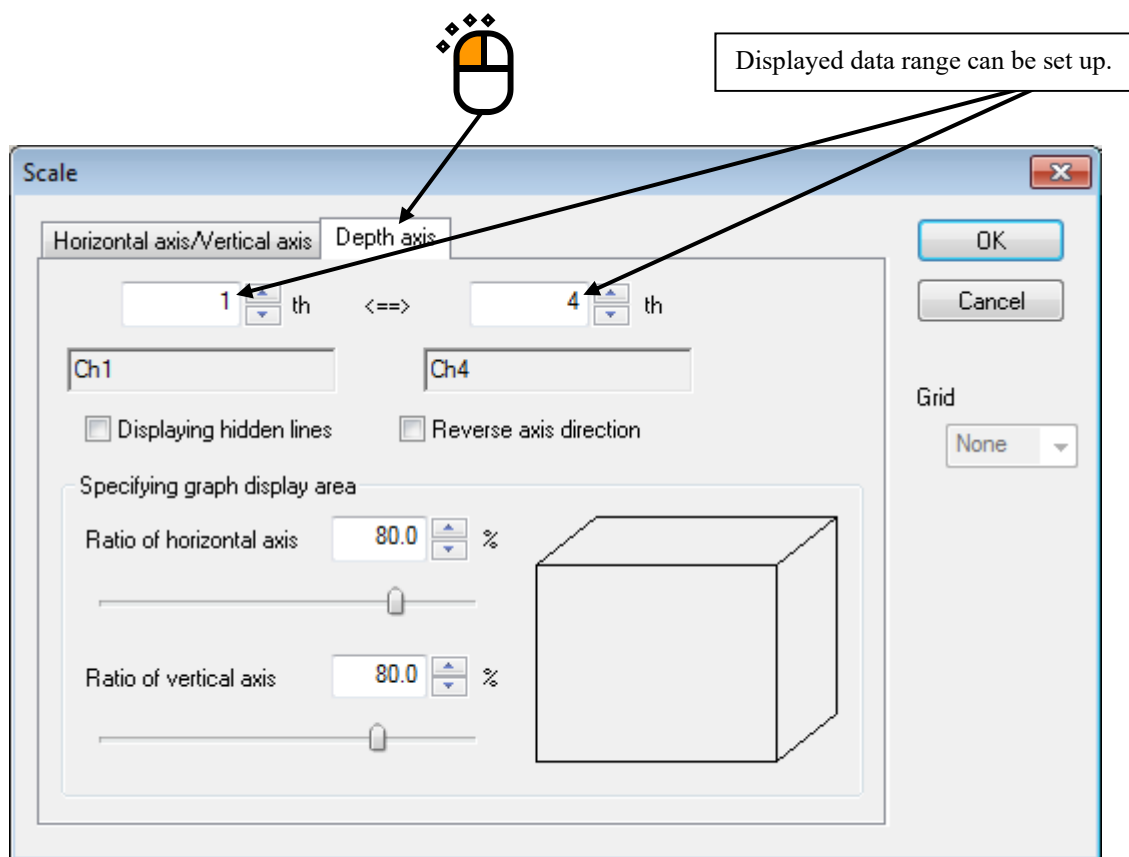 Displayed data range can be set up.
Scale
Horizontal axis/Vertical axis Depth axis
OK
1 th <==> 4 th
Cancel
Ch1 Ch4
Grid
Displaying hidden lines Reverse axis direction
None
Specifying graph display area
Ratio of horizontal axis 80.0 %
Ratio of vertical axis 80.0 %